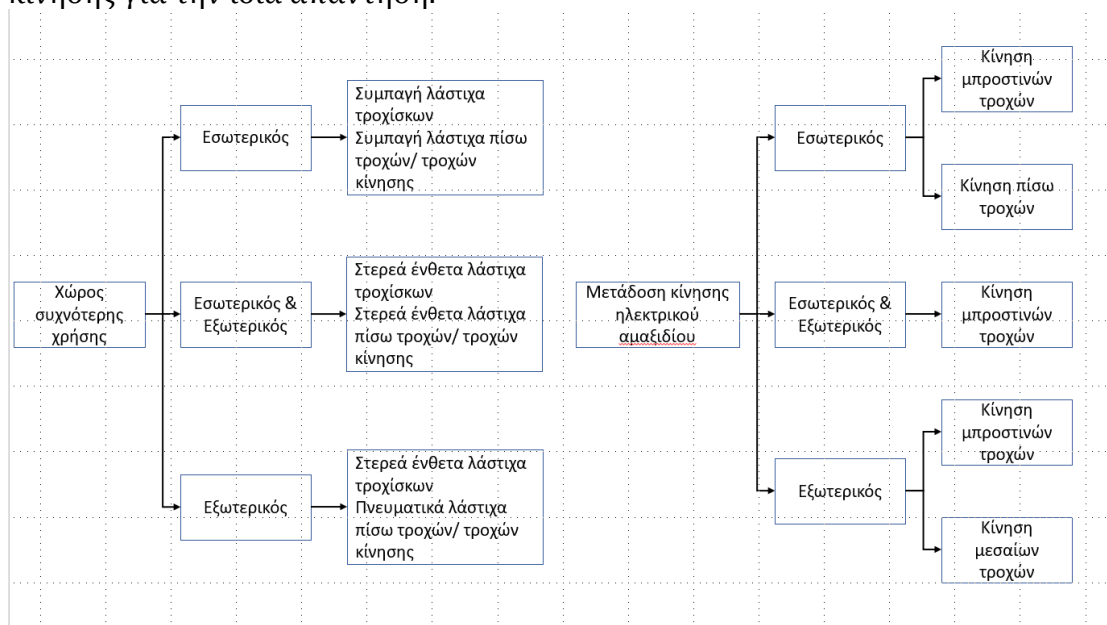 κίνησης για την ίδια απάντηση.
Χώρος
συχνότερης
χρήσης
Εσωτερικός
Συμπαγή λάστιχα
τροχίσκων
Συμπαγή λάστιχα πίσω
τροχών/ τροχών
κίνησης
Εσωτερικός &
Εξωτερικός
Στερεά ένθετα λάστιχα
τροχίσκων
Στερεά ένθετα λάστιχα
πίσω τροχών/ τροχών
κίνησης
Εξωτερικός
Στερεά ένθετα λάστιχα
τροχίσκων
Πνευματικά λάστιχα
πίσω τροχών/ τροχών
κίνησης
Μετάδοση κίνησης
ηλεκτρικού
αμαξιδίου
Εσωτερικός
Κίνηση
μπροστινών
τροχών
Κίνηση πίσω
τροχών
Εσωτερικός &
Εξωτερικός
Κίνηση
μπροστινών
τροχών
Εξωτερικός
Κίνηση
μπροστινών
τροχών
Κίνηση
μεσαίων
τροχών